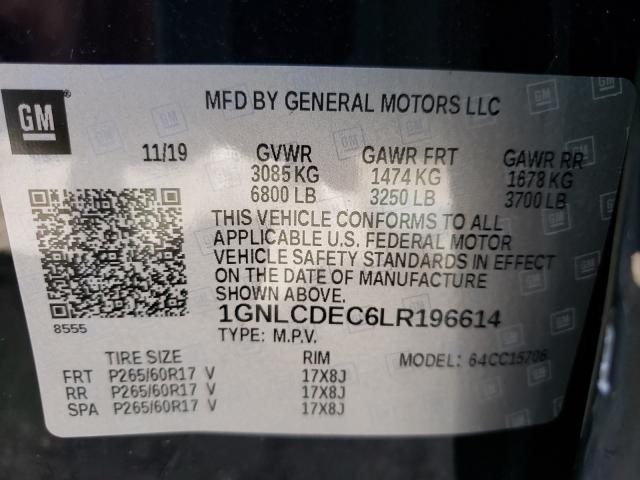 GM ®
MFD BY GENERAL MOTORS LLC
11/19 GVWR GAWR FRT GAWR RR
3085 KG 1474 KG 1678 KG
6800 LB 3250 LB 3700 LB
THIS VEHICLE CONFORMS TO ALL
APPLICABLE U.S. FEDERAL MOTOR
VEHICLE SAFETY STANDARDS IN EFFECT
ON THE DATE OF MANUFACTURE
SHOWN ABOVE.
1GNLCDEC6LR196614
8555
TYPE: M.P.V.
TIRE SIZE RIM MODEL: 64CC15706
FRT P265/60R17 V 17X8J
RR P265/60R17 V 17X8J
SPA P265/60R17 V 17X8J